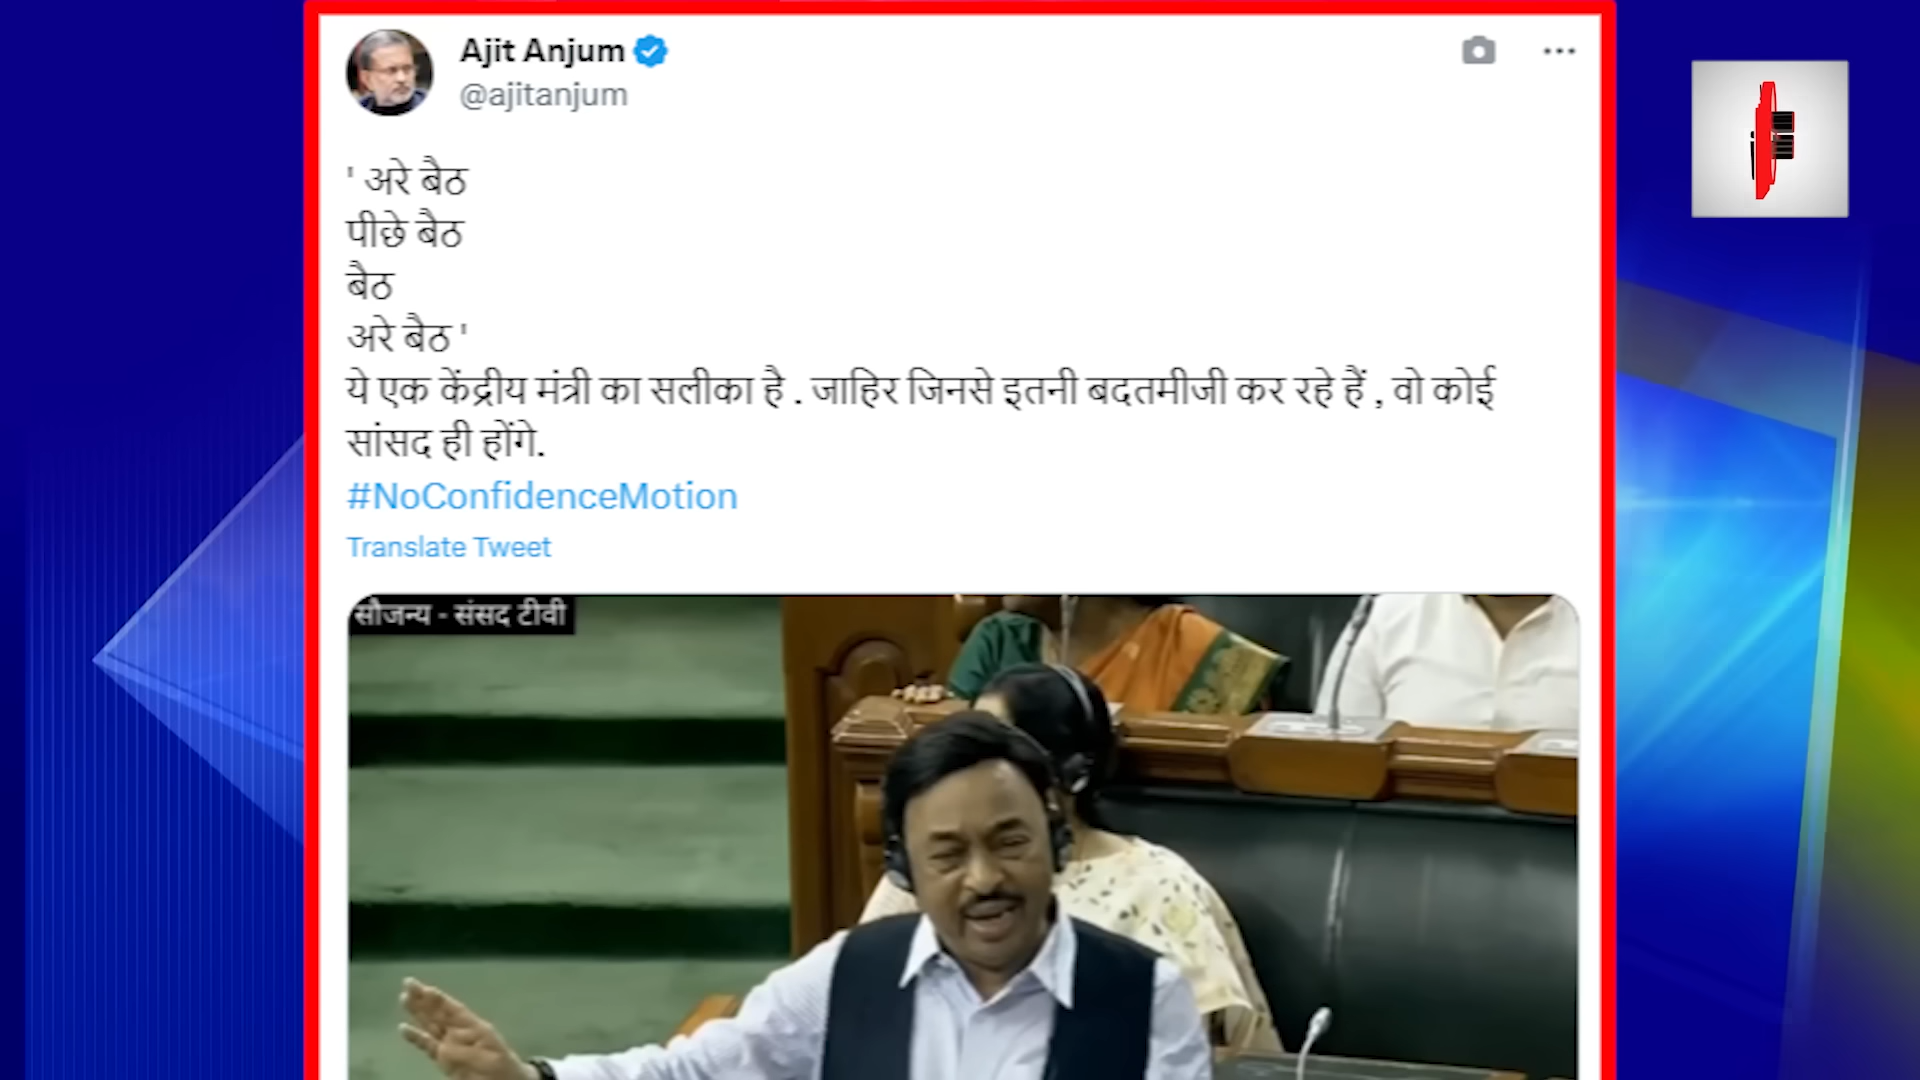 Ajit Anjum
@ajitanjum
' अरे बैठ
पीछे बैठ
बैठ
अरे बैठ '
ये एक केंद्रीय मंत्री का सलीका है . जाहिर जिनसे इतनी बदतमीजी कर रहे हैं , वो कोई
सांसद ही होंगे.
#NoConfidenceMotion
Translate Tweet
सौजन्य - संसद टीवी